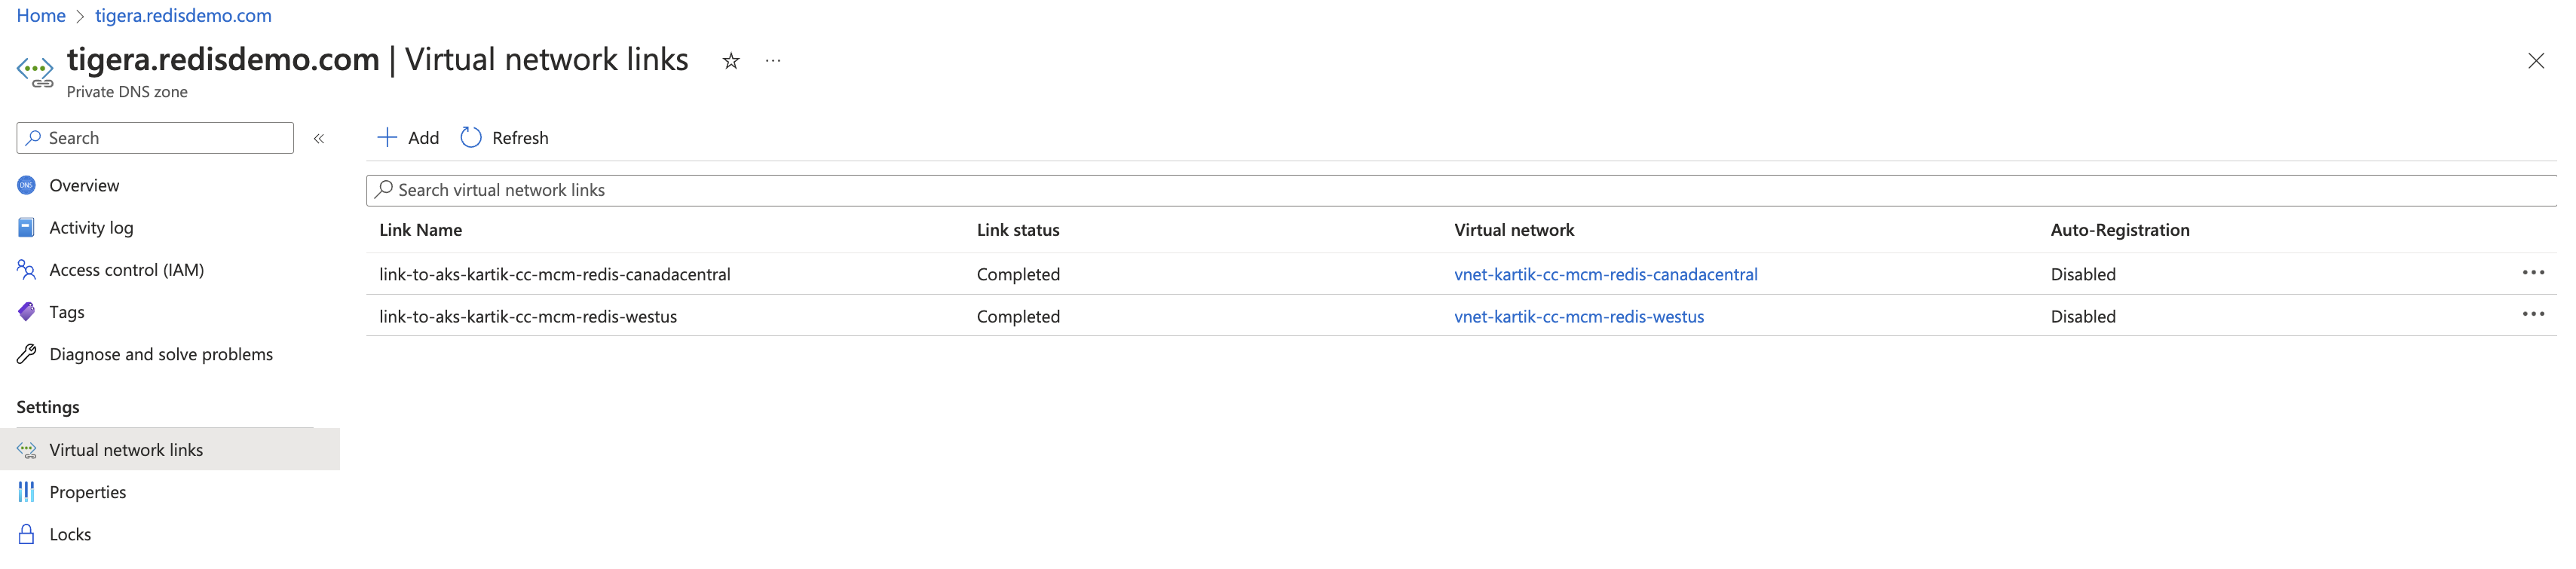 Home > tigera.redisdemo.com
tigera.redisdemo.com | Virtual network links
Private DNS zone
Search
Add Refresh
Overview
Search virtual network links
Activity log
Link Name Link status Virtual network Auto-Registration
Access control (IAM)
link-to-aks-kartik-cc-mcm-redis-canadacentral Completed vnet-kartik-cc-mcm-redis-canadacentral Disabled
Tags
link-to-aks-kartik-cc-mcm-redis-westus Completed vnet-kartik-cc-mcm-redis-westus Disabled
Diagnose and solve problems
Settings
Virtual network links
Properties
Locks